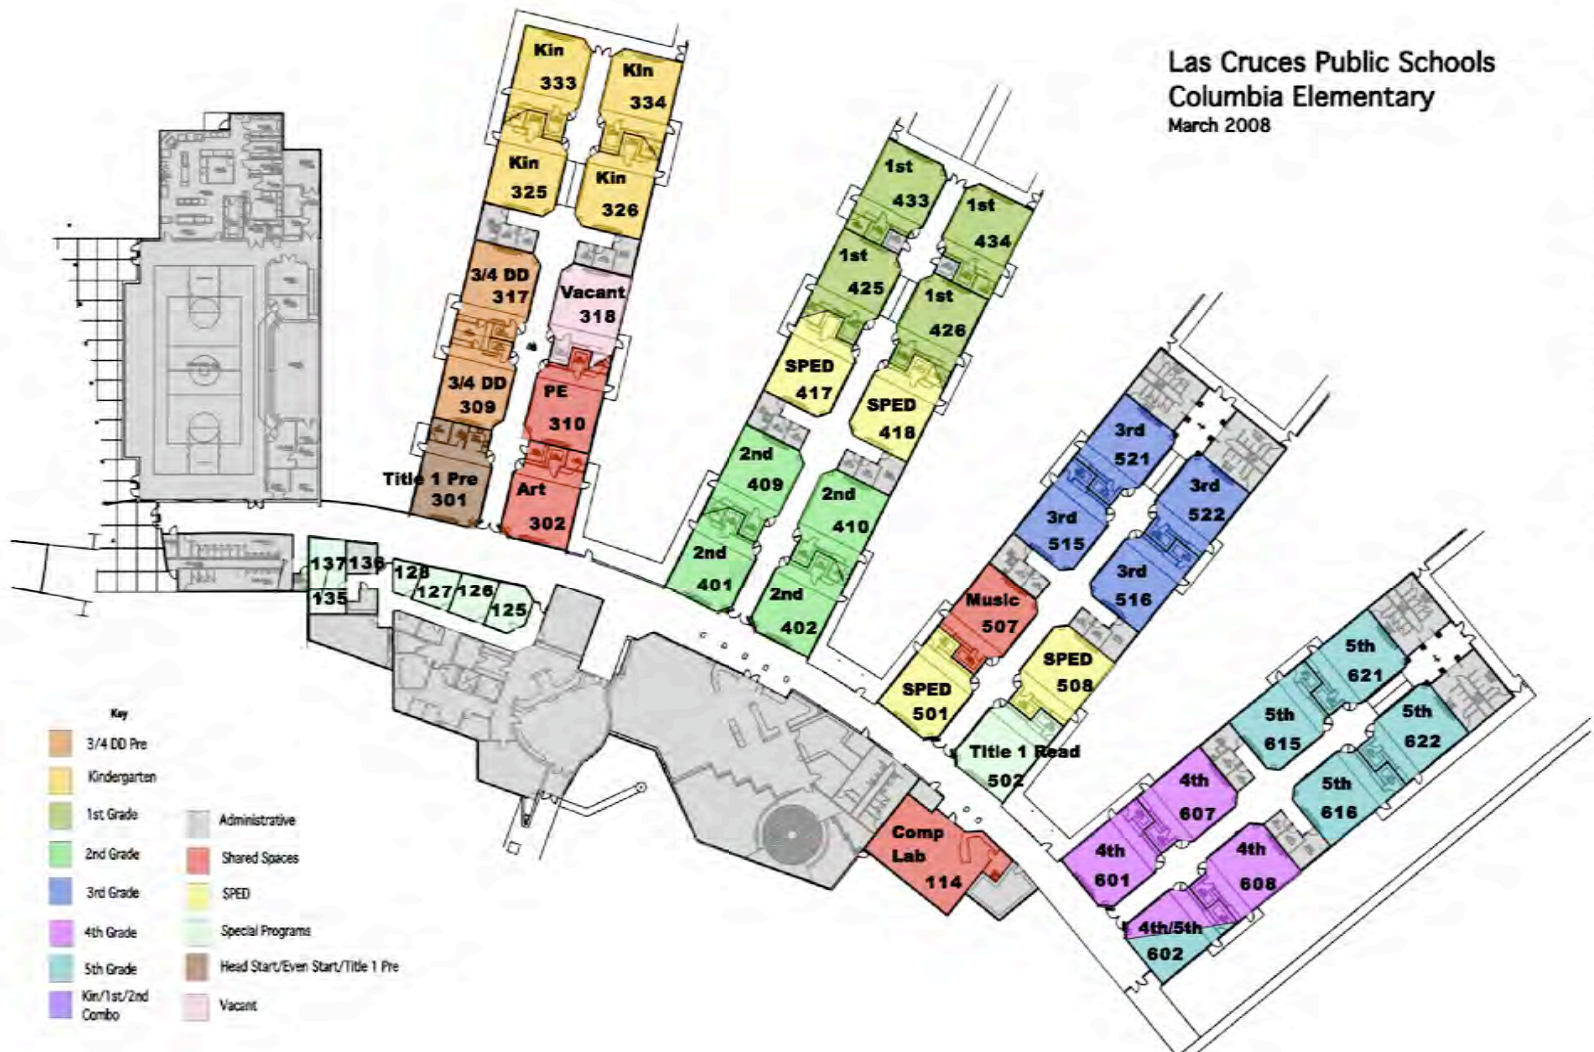 Las Cruces Public Schools
Columbia Elementary
March 2008
Kin
333
KIn
334
Kin
325
Kin
326
3/4 DD
317
Vacant
318
3/4 DD
309
PE
310
Title 1 Pre
301
Art
302
1st
433
1st
434
1st
425
1st
426
SPED
417
SPED
418
2nd
409
2nd
410
2nd
401
2nd
402
3rd
521
3rd
522
3rd
515
3rd
516
Music
507
SPED
508
SPED
501
TItle 1 Read
502
5th
621
5th
622
5th
615
5th
616
4th
607
4th
608
4th
601
4th/5th
602
137
136
135
128
127
126
125
Comp
Lab
114
Key
3/4 DD Pre
Kindergarten
1st Grade
2nd Grade
3rd Grade
4th Grade
5th Grade
Kin/1st/2nd
Combo
Administrative
Shared Spaces
SPED
Special Programs
Head Start/Even Start/Title 1 Pre
Vacant